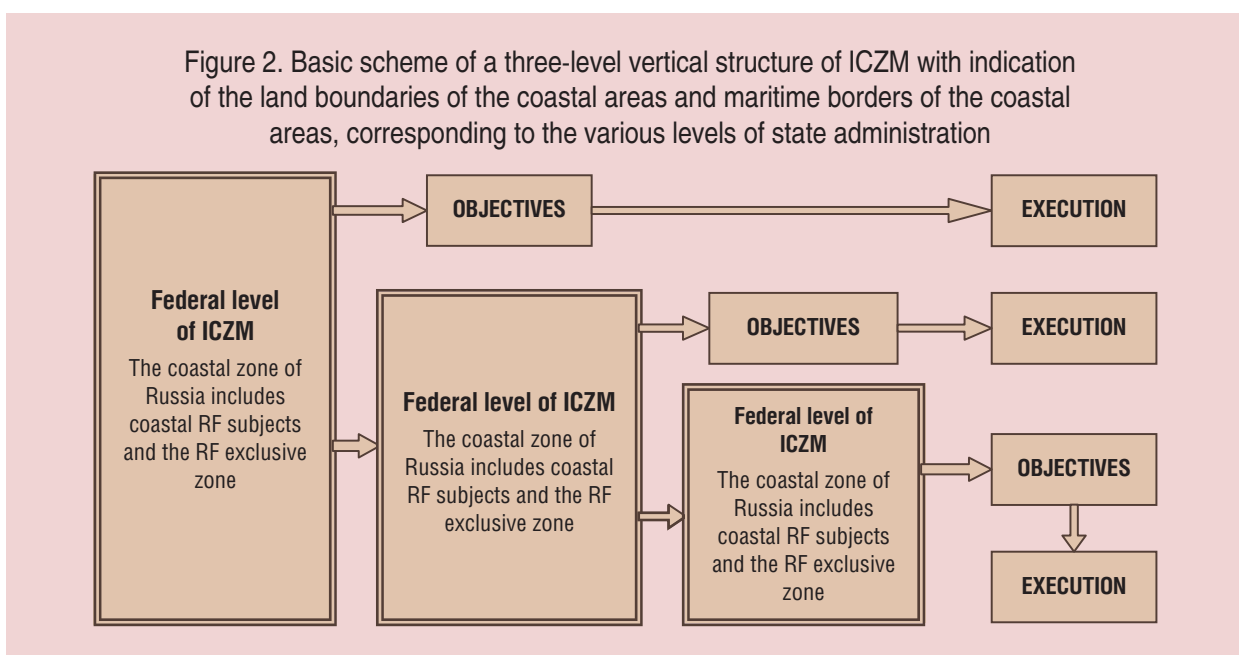 Figure 2. Basic scheme of a three-level vertical structure of ICZM with indication
of the land boundaries of the coastal areas and maritime borders of the coastal
areas, corresponding to the various levels of state administration
OBJECTIVES
EXECUTION
Federal level
of ICZM
The coastal zone of
Russia includes
coastal RF subjects
and the RF exclusive
zone
OBJECTIVES
EXECUTION
Federal level of ICZM
The coastal zone of
Russia includes coastal
RF subjects and the RF
exclusive zone
Federal level of
ICZM
The coastal zone of
Russia includes
coastal RF subjects
and the RF exclusive
zone
OBJECTIVES
EXECUTION